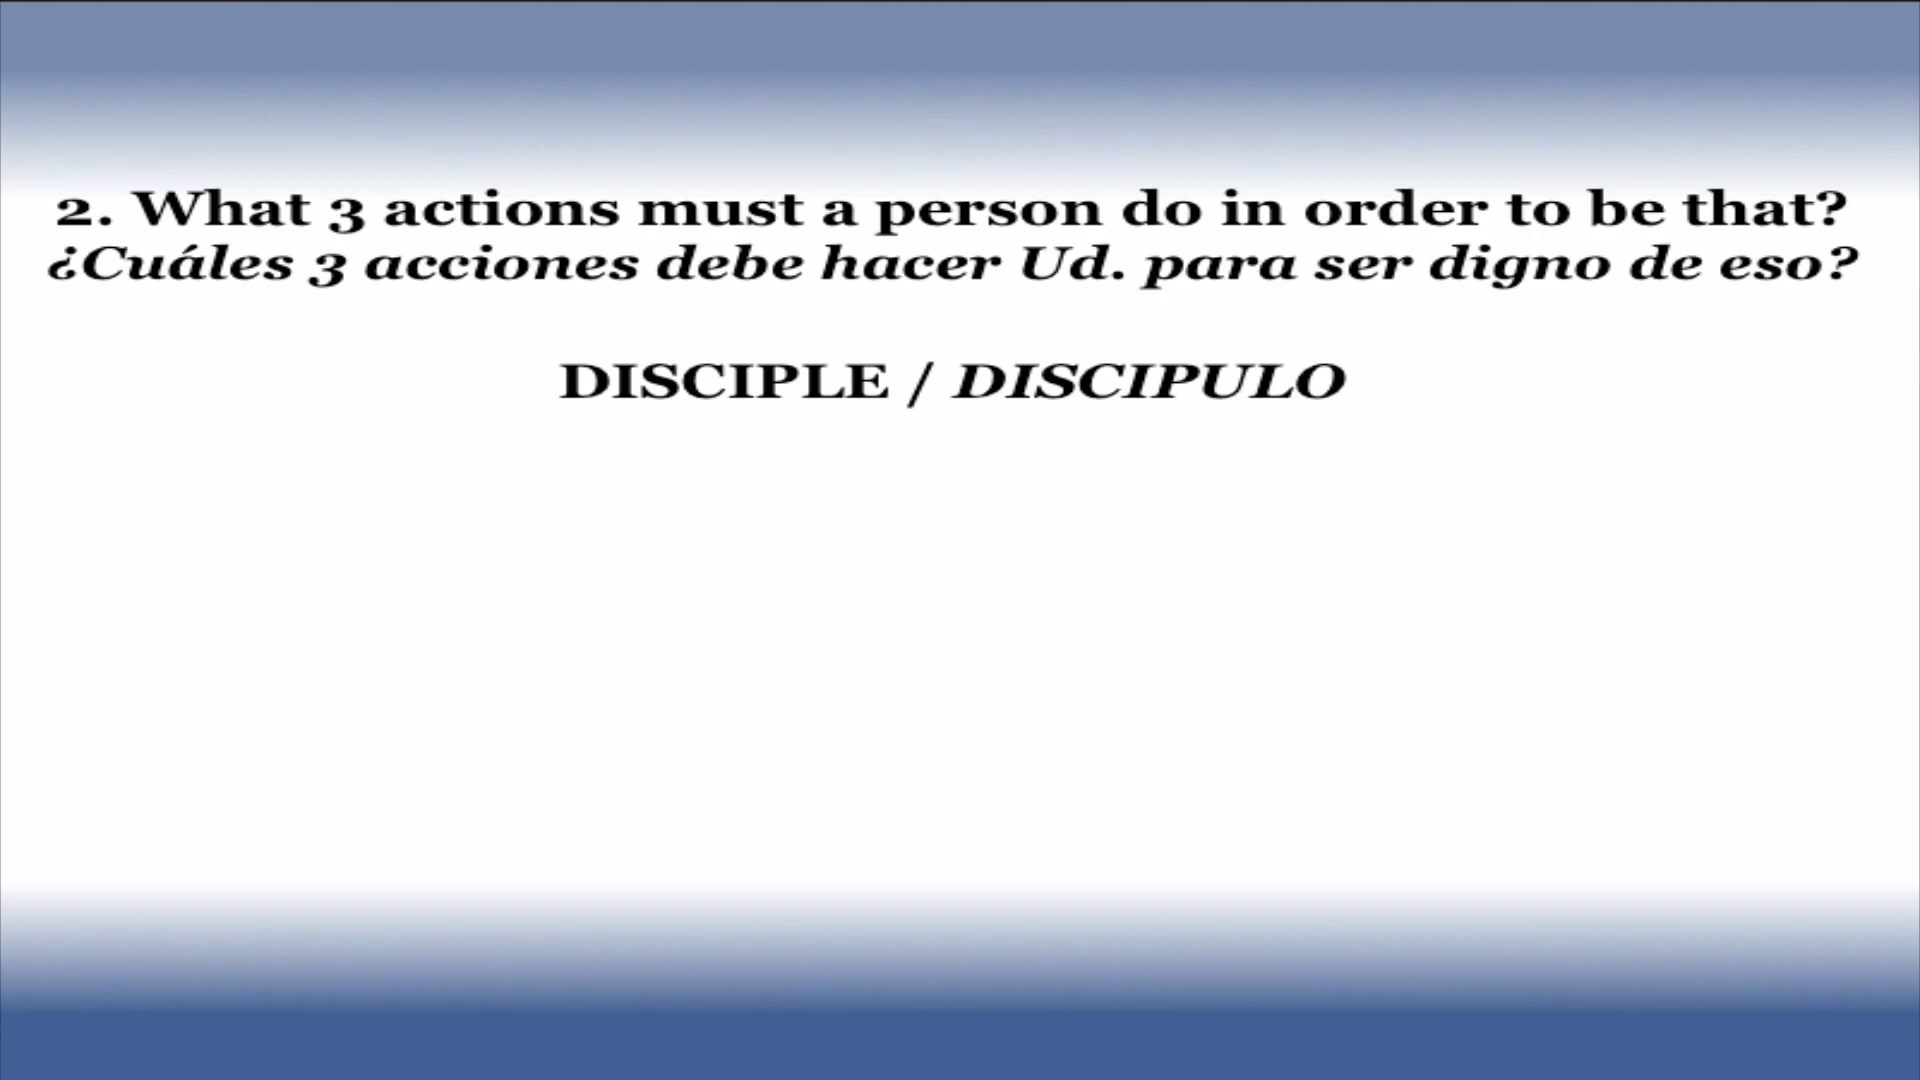 2. What 3 actions must a person do in order to be that?
¿Cuáles 3 acciones debe hacer Ud. para ser digno de eso?
DISCIPLE / DISCIPULO